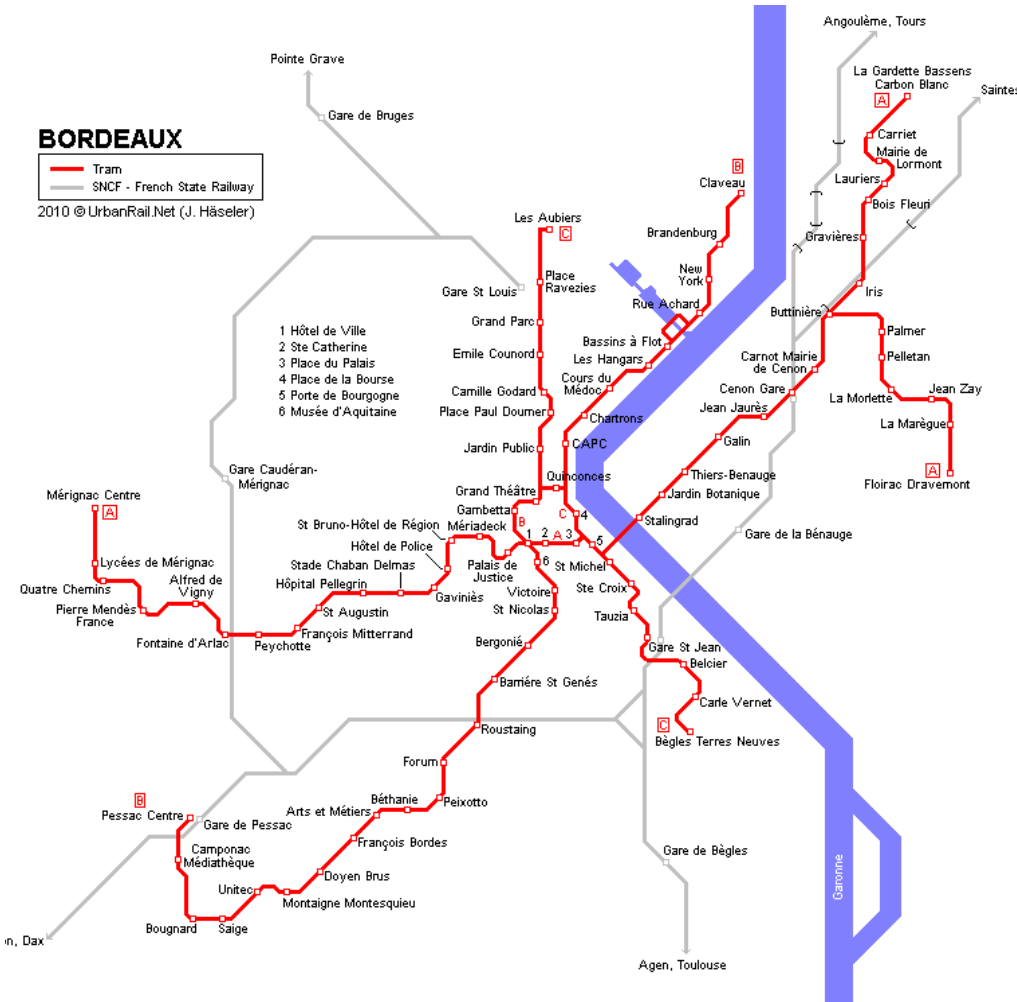 Angoulème, Tours
Pointe Grave
La Gardette Bassens
Carbon Blanc
Saintes
A
Gare de Bruges
BORDEAUX
Carriet
Mairie de
Lormont
Tram
B
SNCF - French State Railway
Claveau
Lauriers
2010 © UrbanRail.Net (J. Häseler)
Bois Fleuri
Les Aubiers
C
Brandenburg
Gravières
New
York
Place
Ravezies
Gare St Louis
Iris
Rue Achard
Buttinière
Grand Parc
1 Hôtel de Ville
2 Ste Catherine
3 Place du Palais
4 Place de la Bourse
5 Porte de Bourgogne
6 Musée d'Aquitaine
Palmer
Bassins à Flot
Emile Counord
Les Hangars
Carnot Mairie
de Cenon
Pelletan
Cours du
Médoc
Cenon Gare
Camille Godard
Jean Zay
La Morlette
Place Paul Doumer
Jean Jaurès
Chartrons
La Marègue
Galin
CAPC
Jardin Public
Gare Caudéran-
Mérignac
A
Thiers-Benauge
Floirac Dravemont
Quinconces
Mérignac Centre
A
Grand Théâtre
Jardin Botanique
Gambetta
C
4
B
Stalingrad
St Bruno-Hôtel de Région
Mériadeck
Gare de la Bénauge
1
2
A
3
5
Hôtel de Police
Lycées de Mérignac
Stade Chaban Delmas
Palais de
Justice
6
St Michel
Quatre Chemins
Alfred de
Vigny
Hôpital Pellegrin
Gaviniès
Victoire
Ste Croix
Pierre Mendès
France
St Augustin
St Nicolas
Tauzia
François Mitterrand
Fontaine d'Arlac
Peychotte
Bergonié
Gare St Jean
Belcier
Barriére St Genés
Carle Vernet
C
Roustaing
Bègles Terres Neuves
Forum
B
Béthanie
Peixotto
Pessac Centre
Gare de Pessac
Arts et Métiers
François Bordes
Camponac
Médiathèque
Gare de Bègles
Doyen Brus
Unitec
Montaigne Montesquieu
Garonne
Bougnard
Saige
on, Dax
Agen, Toulouse